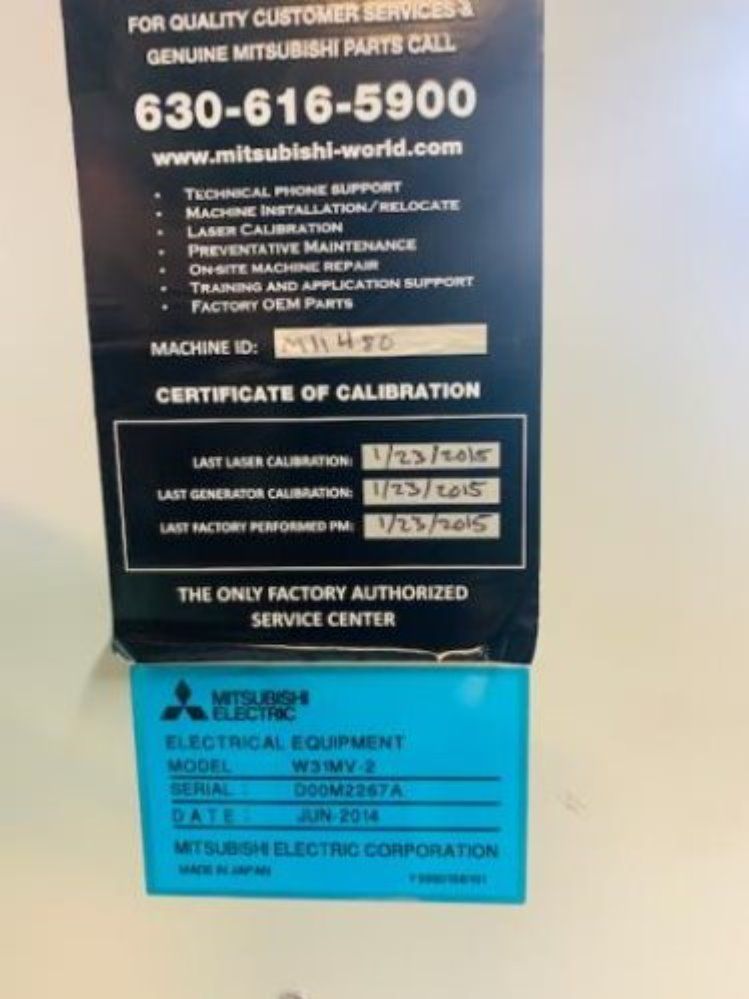 FOR QUALITY CUSTOMER SERVICES &
GENUINE MITSUBISHI PARTS CALL
630-616-5900
www.mitsubishi-world.com
• TECHNICAL PHONE SUPPORT
• MACHINE INSTALLATION/RELOCATE
• LASER CALIBRATION
• PREVENTATIVE MAINTENANCE
• ON-SITE MACHINE REPAIR
• TRAINING AND APPLICATION SUPPORT
• FACTORY OEM PARTS
MACHINE ID: M11480
CERTIFICATE OF CALIBRATION
LAST LASER CALIBRATION: 1/23/2015
LAST GENERATOR CALIBRATION: 1/23/2015
LAST FACTORY PERFORMED PM: 1/23/2015
THE ONLY FACTORY AUTHORIZED
SERVICE CENTER
MITSUBISHI
ELECTRIC
ELECTRICAL EQUIPMENT
MODEL W31MV-2
SERIAL : D00M2267A
DATE : JUN-2014
MITSUBISHI ELECTRIC CORPORATION
MADE IN JAPAN